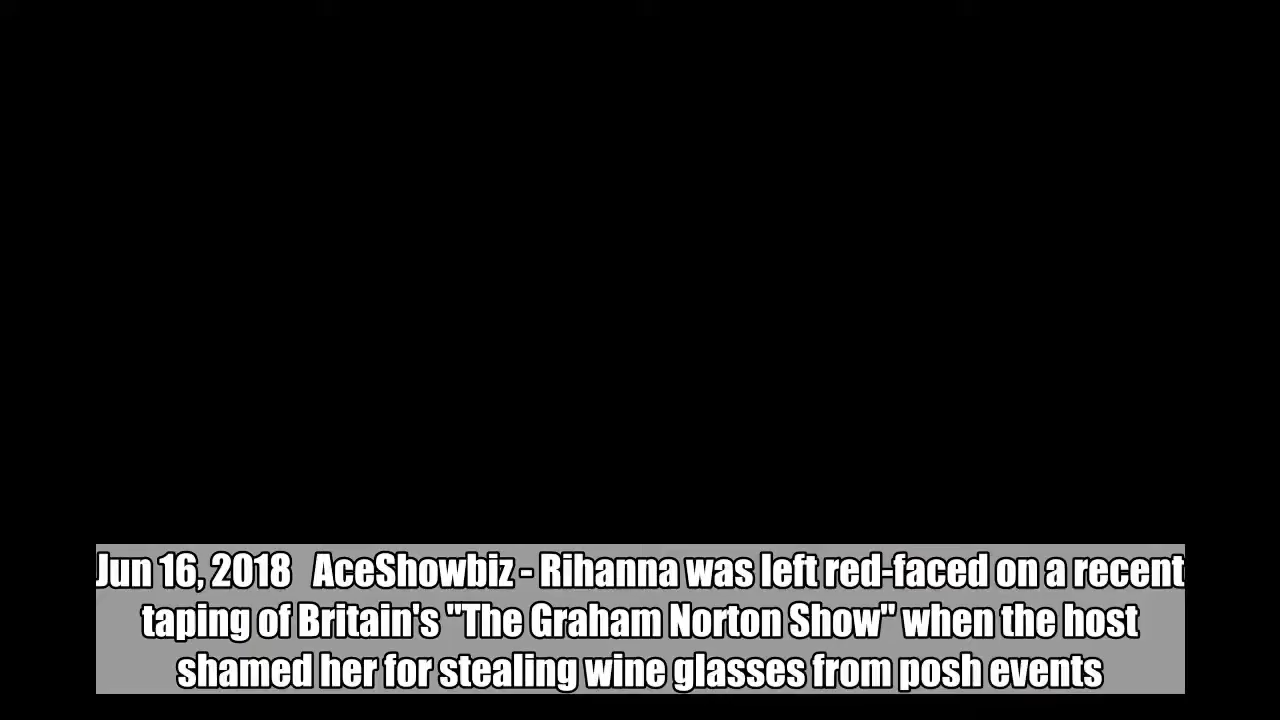 Jun 16, 2018   AceShowbiz - Rihanna was left red-faced on a recent
taping of Britain's "The Graham Norton Show" when the host
shamed her for stealing wine glasses from posh events